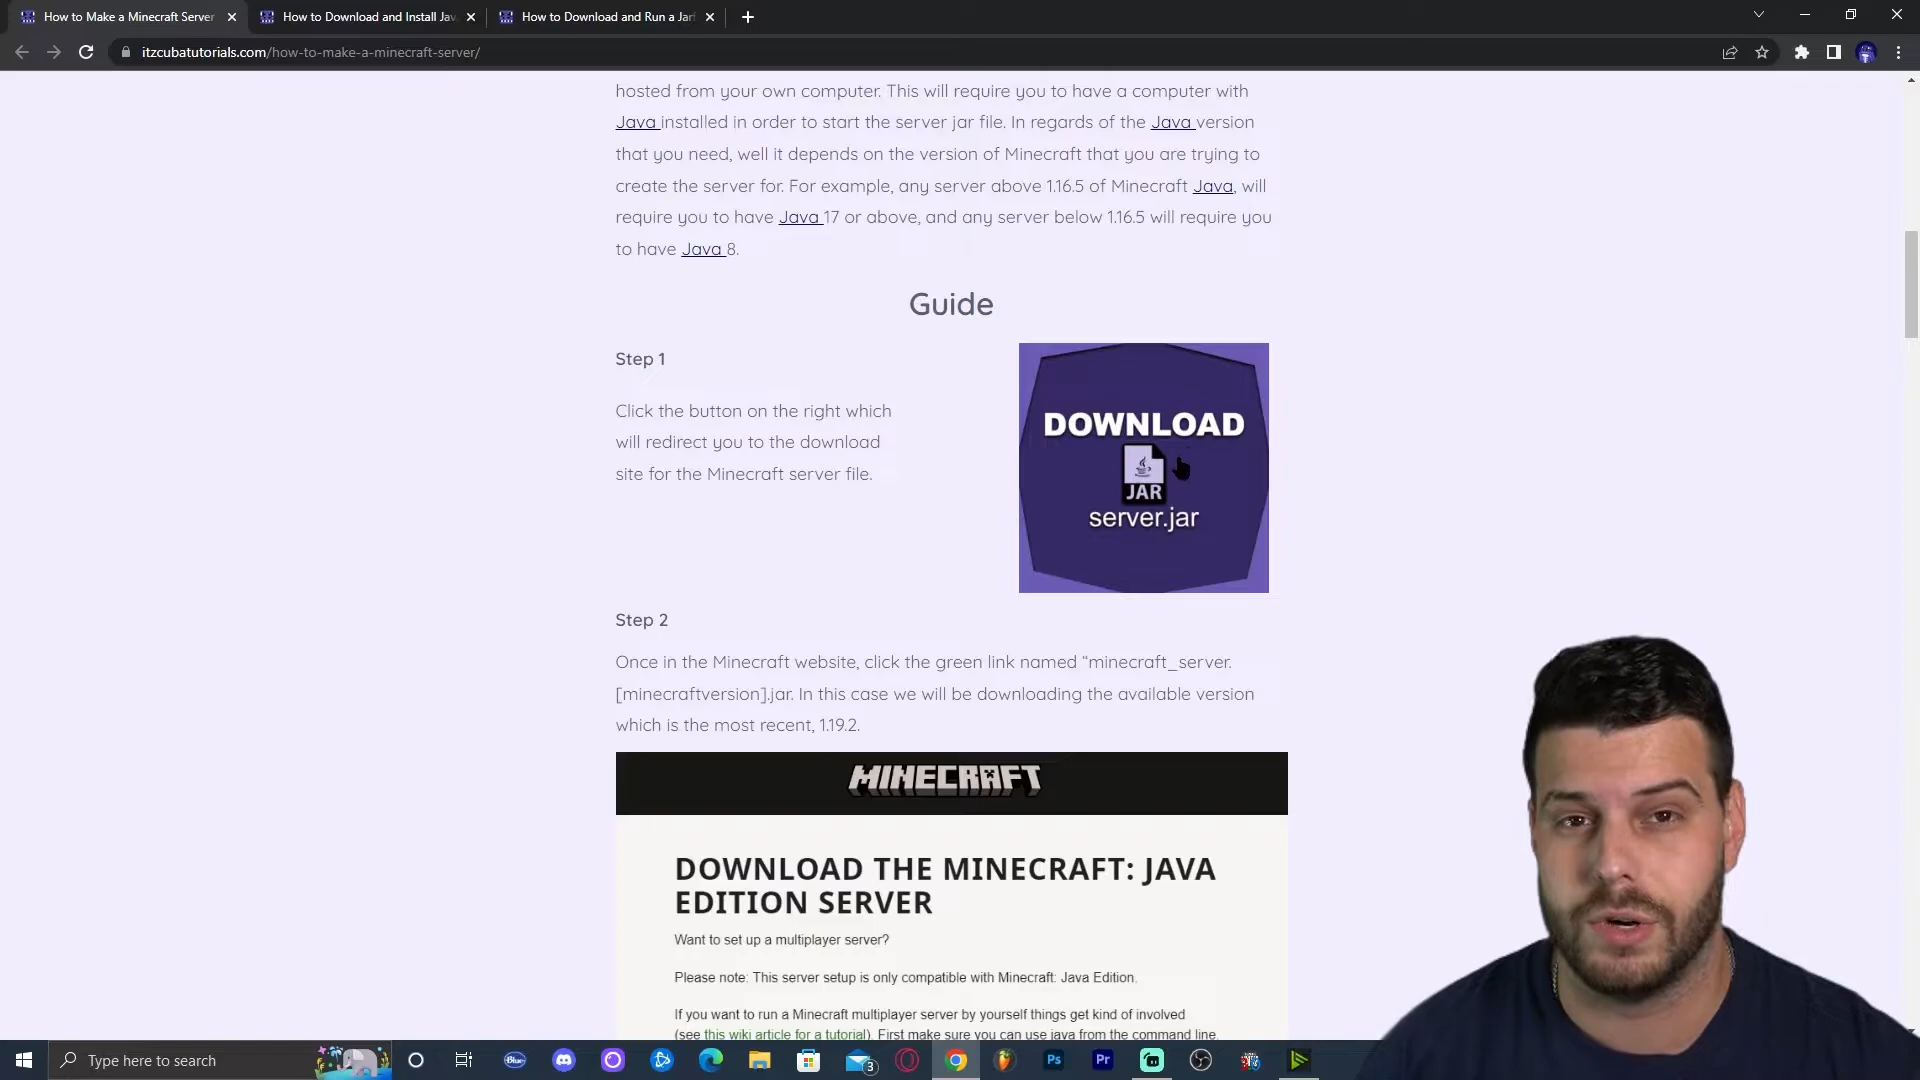 How to Make a Minecraft Server
How to Download and Install Jav
How to Download and Run a Jarf
itzcubatutorials.com/how-to-make-a-minecraft-server/
hosted from your own computer. This will require you to have a computer with
Java installed in order to start the server jar file. In regards of the Java version
that you need, well it depends on the version of Minecraft that you are trying to
create the server for. For example, any server above 1.16.5 of Minecraft Java, will
require you to have Java 17 or above, and any server below 1.16.5 will require you
to have Java 8.
Guide
Step 1
Click the button on the right which
will redirect you to the download
site for the Minecraft server file.
DOWNLOAD
JAR
server.jar
Step 2
Once in the Minecraft website, click the green link named “minecraft_server.
[minecraftversion].jar. In this case we will be downloading the available version
which is the most recent, 1.19.2.
MINECRAFT
DOWNLOAD THE MINECRAFT: JAVA
EDITION SERVER
Want to set up a multiplayer server?
Please note: This server setup is only compatible with Minecraft: Java Edition.
If you want to run a Minecraft multiplayer server by yourself things get kind of involved
(see this wiki article for a tutorial). First make sure you can use java from the command line.
Type here to search
Blue
3
Ps
Pr